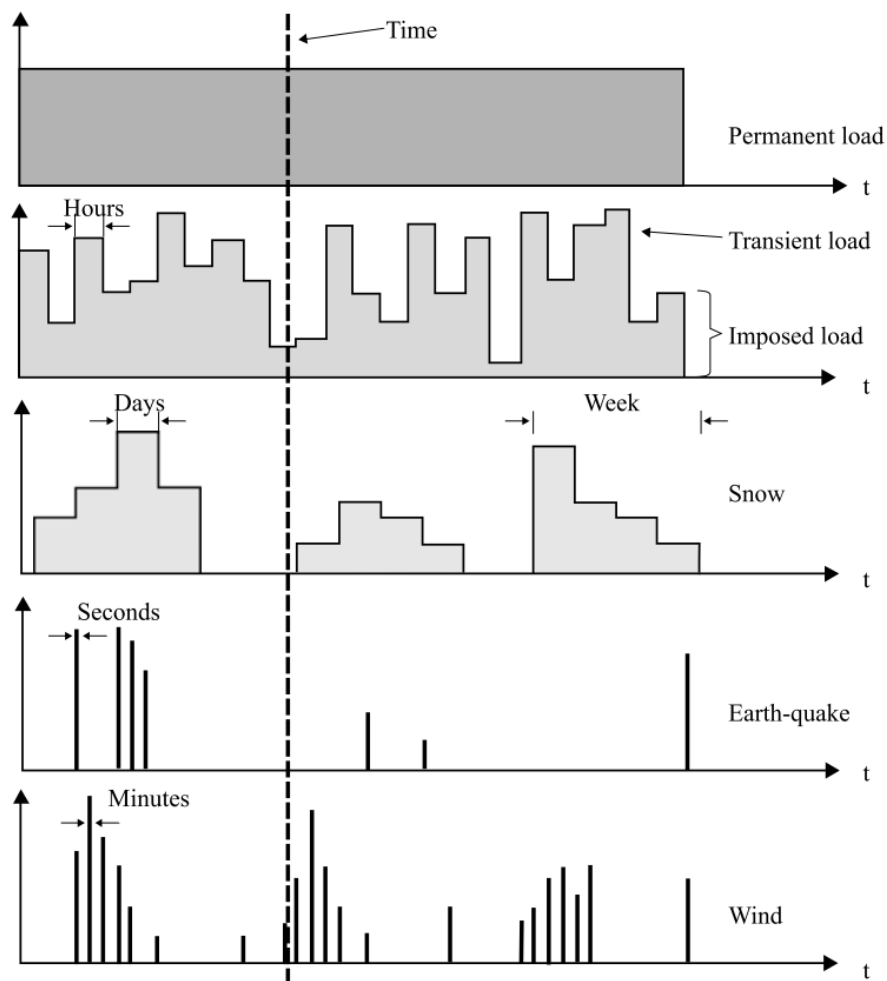 Time
Permanent load
t
Hours
Transient load
Imposed load
t
Days
Week
Snow
t
Seconds
Earth-quake
t
Minutes
Wind
t